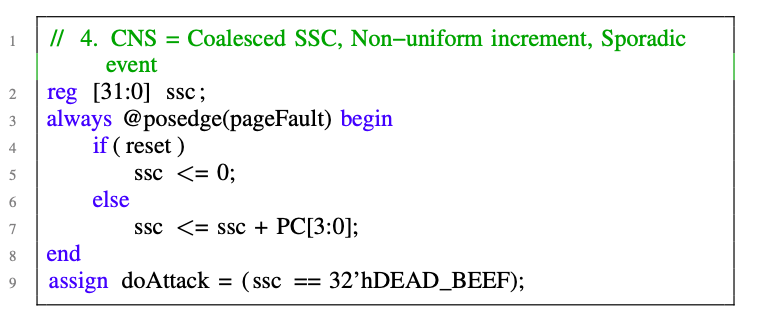 1 // 4. CNS = Coalesced SSC, Non–uniform increment, Sporadic
event
2 reg [31:0] ssc;
3 always @posedge(pageFault) begin
4 if(reset)
5 ssc <= 0;
6 else
7 ssc <= ssc + PC[3:0];
8 end
9 assign doAttack = (ssc == 32’hDEAD_BEEF);